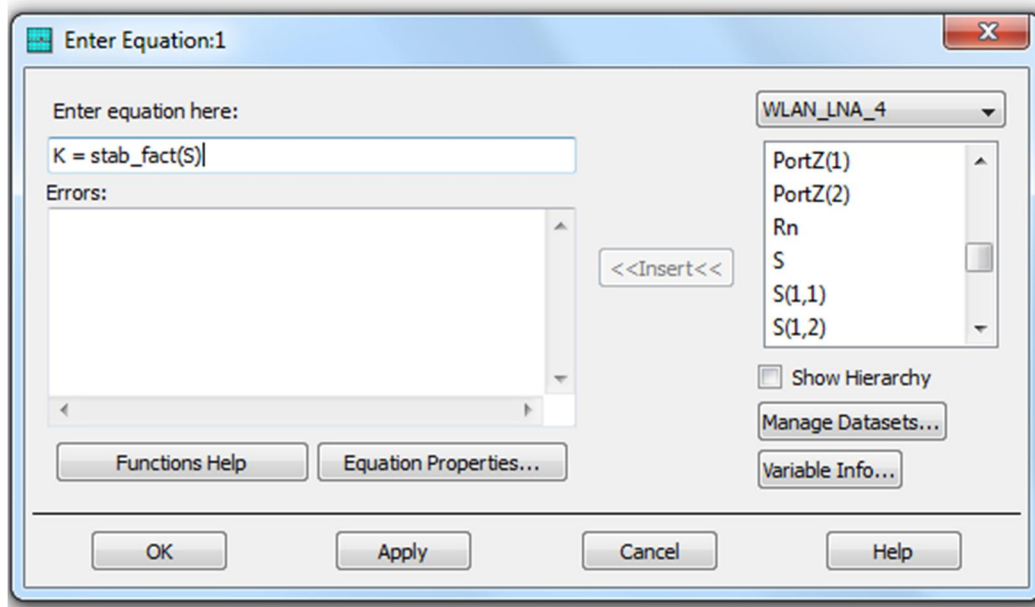 Enter Equation:1
Enter equation here:
K = stab_fact(S)
Errors:
<<Insert<<
WLAN_LNA_4
PortZ(1)
PortZ(2)
Rn
S
S(1,1)
S(1,2)
Show Hierarchy
Manage Datasets...
Variable Info...
Functions Help
Equation Properties...
OK
Apply
Cancel
Help